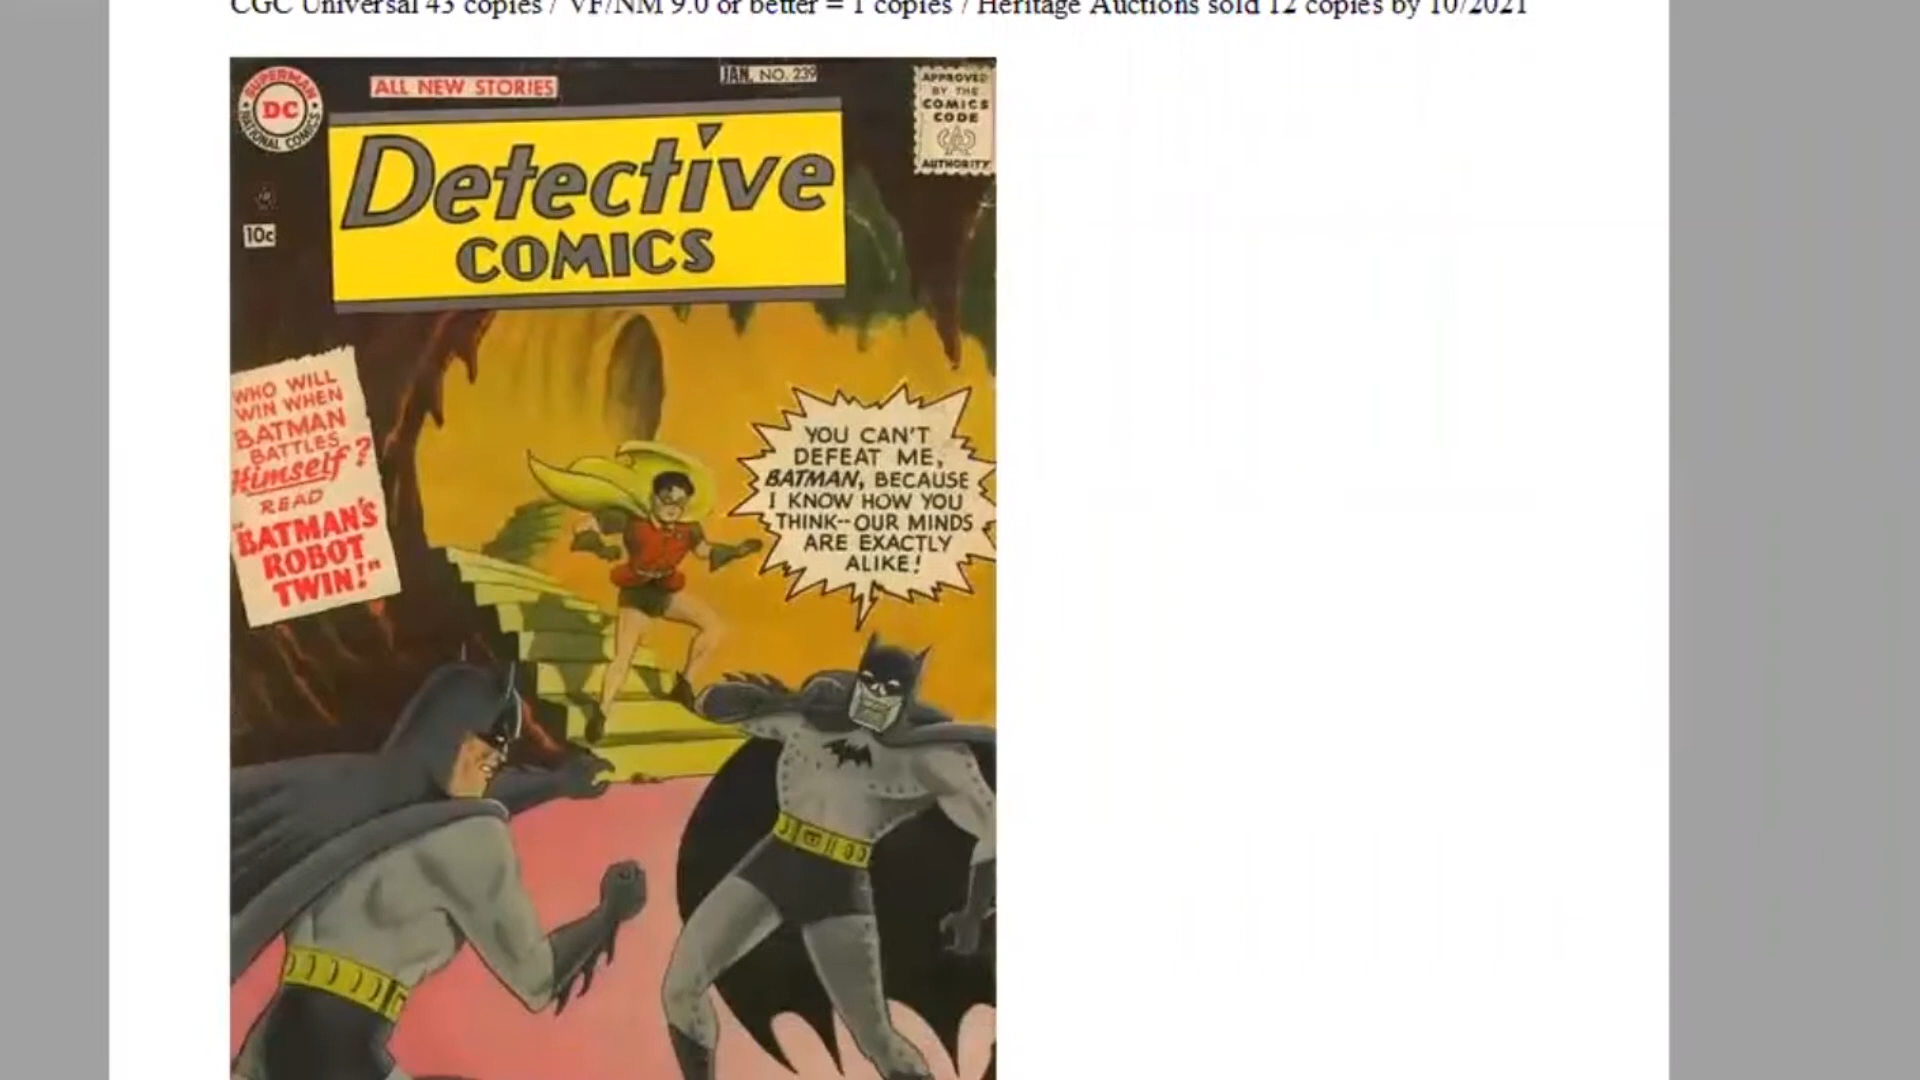 CGC Universal 43 copies / VF/NM 9.0 or better = 1 copies / Heritage Auctions sold 12 copies by 10/2021
SUPERMAN
DC
NATIONAL COMICS
ALL NEW STORIES
JAN. NO. 239
APPROVED
BY THE
COMICS
CODE
AUTHORITY
10¢
Detective
COMICS
WHO WILL
WIN WHEN
BATMAN
BATTLES
Himself?
READ
"BATMAN'S
ROBOT
TWIN!"
YOU CAN'T
DEFEAT ME,
BATMAN, BECAUSE
I KNOW HOW YOU
THINK--OUR MINDS
ARE EXACTLY
ALIKE!